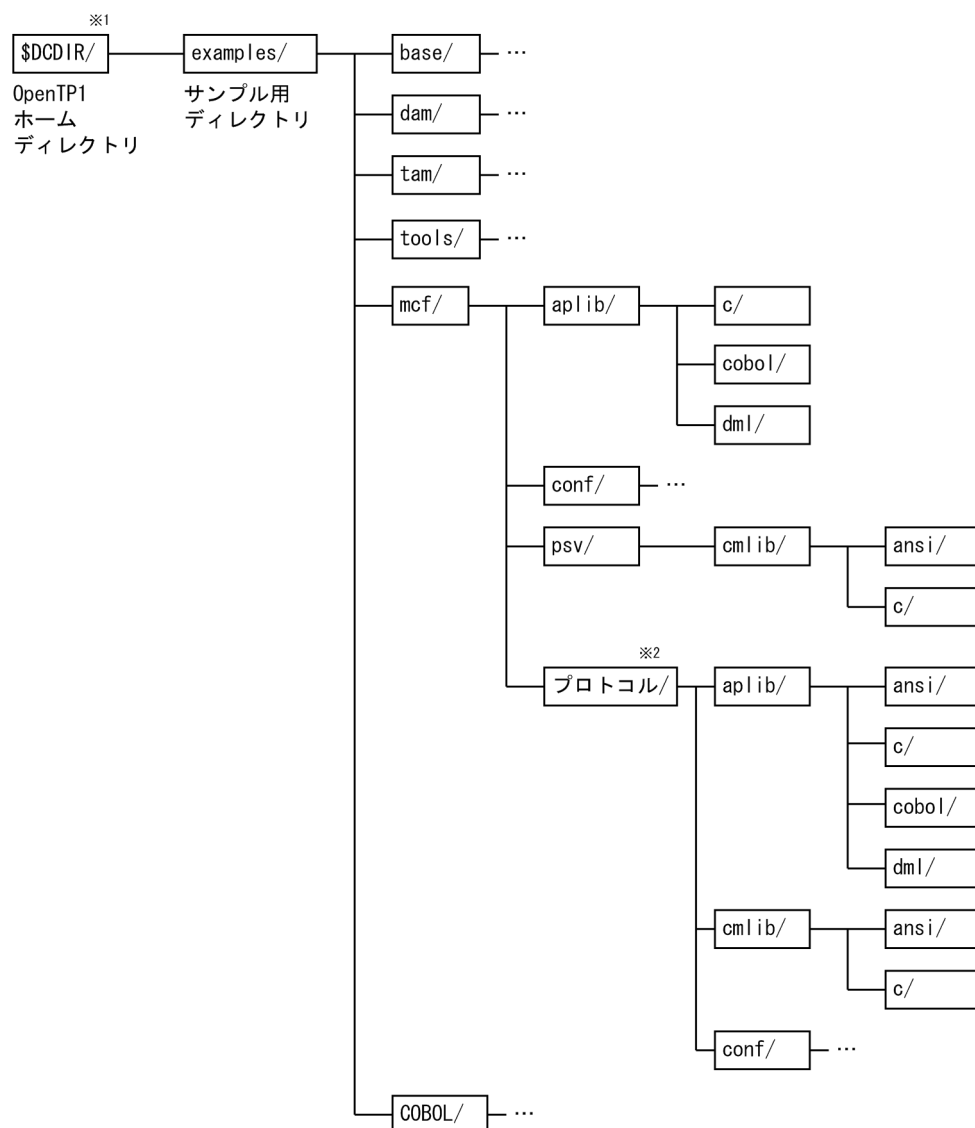 ※1
$DCDIR/
examples/
base/
…
OpenTP1
ホーム
ディレクトリ
サンプル用
ディレクトリ
dam/
…
tam/
…
tools/
…
mcf/
aplib/
c/
cobol/
dml/
conf/
…
psv/
cmlib/
ansi/
c/
※2
プロトコル/
aplib/
ansi/
c/
cobol/
dml/
cmlib/
ansi/
c/
conf/
…
COBOL/
…